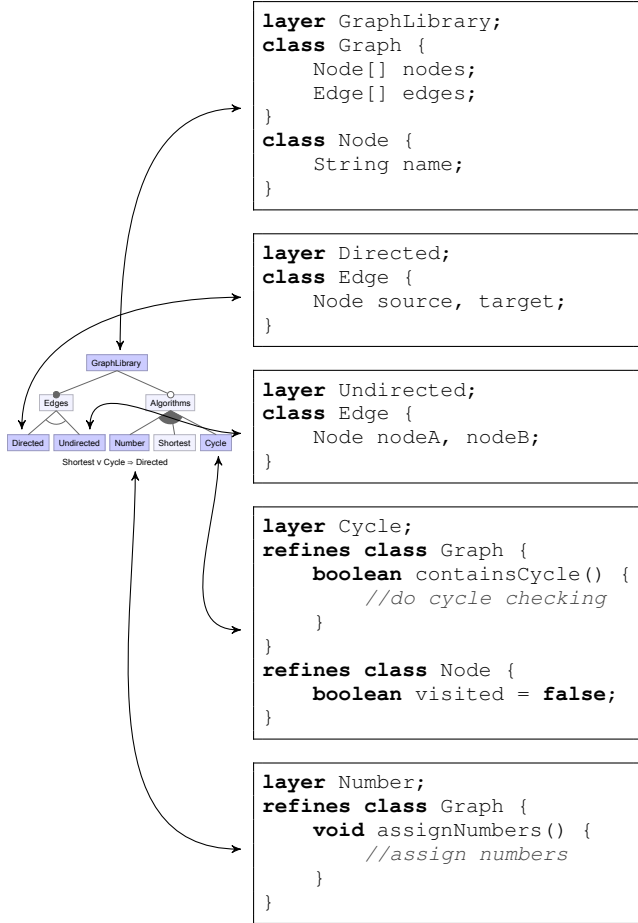 layer GraphLibrary;
class Graph {
    Node[] nodes;
    Edge[] edges;
}
class Node {
    String name;
}
layer Directed;
class Edge {
    Node source, target;
}
GraphLibrary
Edges Algorithms
Directed Undirected Number Shortest Cycle
Shortest ∨ Cycle ⇒ Directed
layer Undirected;
class Edge {
    Node nodeA, nodeB;
}
layer Cycle;
refines class Graph {
    boolean containsCycle() {
        //do cycle checking
    }
}
refines class Node {
    boolean visited = false;
}
layer Number;
refines class Graph {
    void assignNumbers() {
        //assign numbers
    }
}